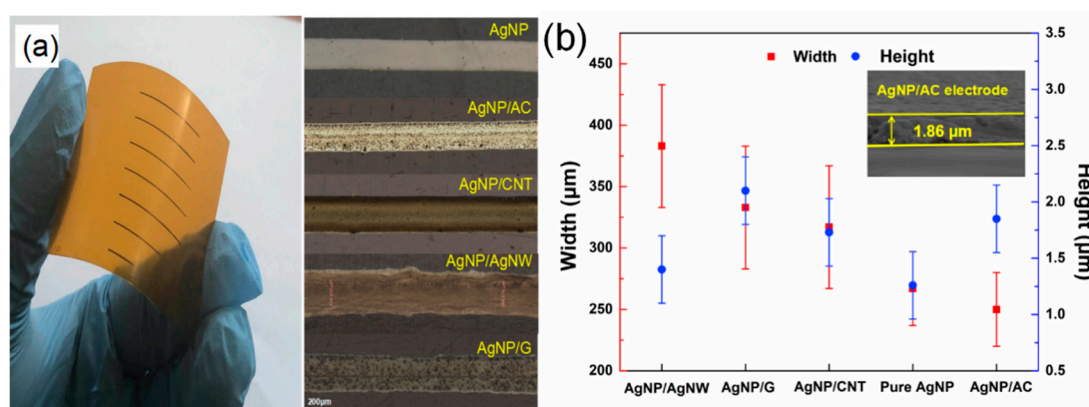 (a)
AgNP
AgNP/AC
AgNP/CNT
AgNP/AgNW
AgNP/G
200µm
(b)
Width
Height
AgNP/AC electrode
1.86 µm
Width (µm)
450
400
350
300
250
200
Height (µm)
3.5
3.0
2.5
2.0
1.5
1.0
0.5
AgNP/AgNW
AgNP/G
AgNP/CNT
Pure AgNP
AgNP/AC